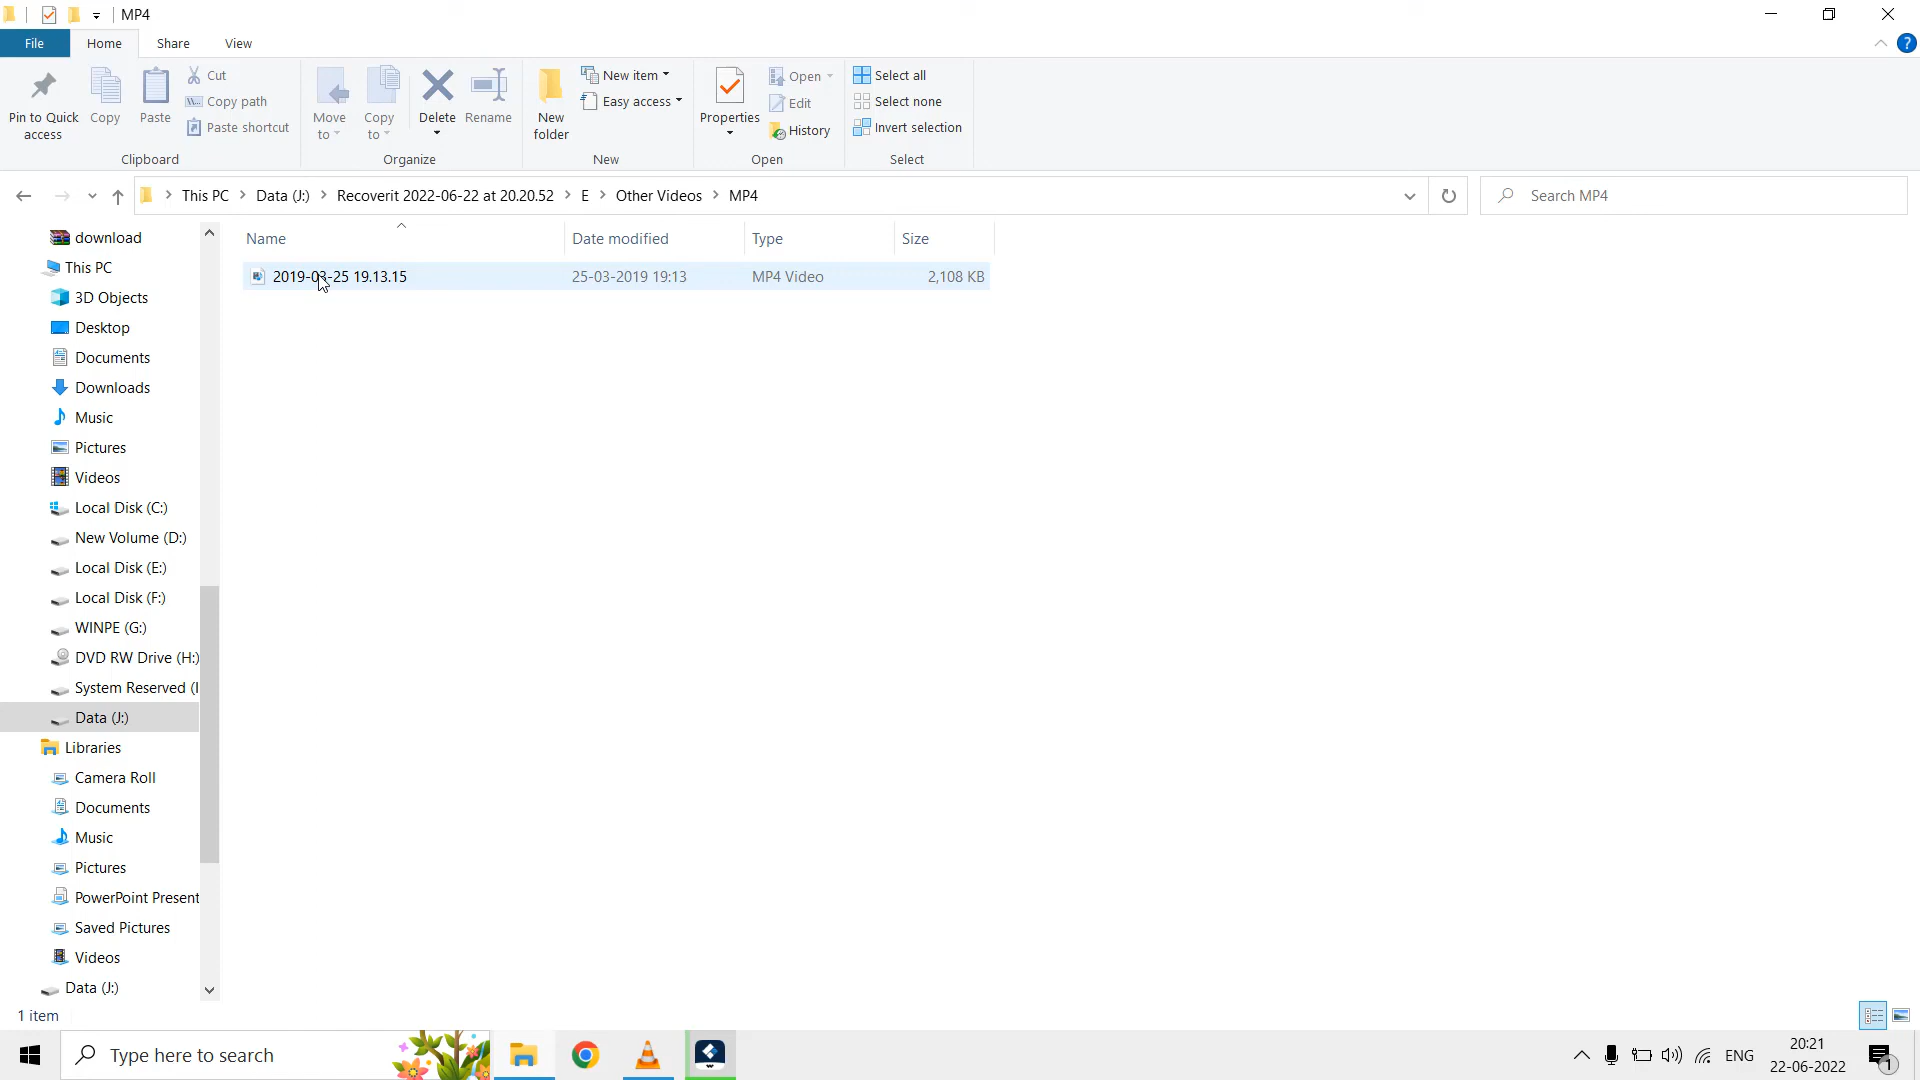 MP4
File
Home
Share
View
Pin to Quick access
Copy
Paste
Cut
Copy path
Paste shortcut
Clipboard
Move to
Copy to
Delete
Rename
Organize
New folder
New item
Easy access
New
Properties
Open
Edit
History
Open
Select all
Select none
Invert selection
Select
This PC
Data (J:)
Recoverit 2022-06-22 at 20.20.52
E
Other Videos
MP4
Search MP4
Name
Date modified
Type
Size
2019-03-25 19.13.15
25-03-2019 19:13
MP4 Video
2,108 KB
download
This PC
3D Objects
Desktop
Documents
Downloads
Music
Pictures
Videos
Local Disk (C:)
New Volume (D:)
Local Disk (E:)
Local Disk (F:)
WINPE (G:)
DVD RW Drive (H:)
System Reserved (I
Data (J:)
Libraries
Camera Roll
Documents
Music
Pictures
PowerPoint Present
Saved Pictures
Videos
Data (J:)
1 item
Type here to search
ENG
20:21
22-06-2022
1